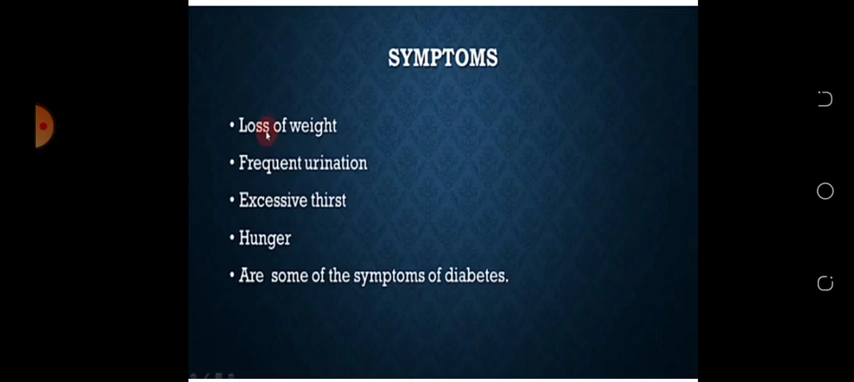 SYMPTOMS
• Loss of weight
• Frequent urination
• Excessive thirst
• Hunger
• Are some of the symptoms of diabetes.